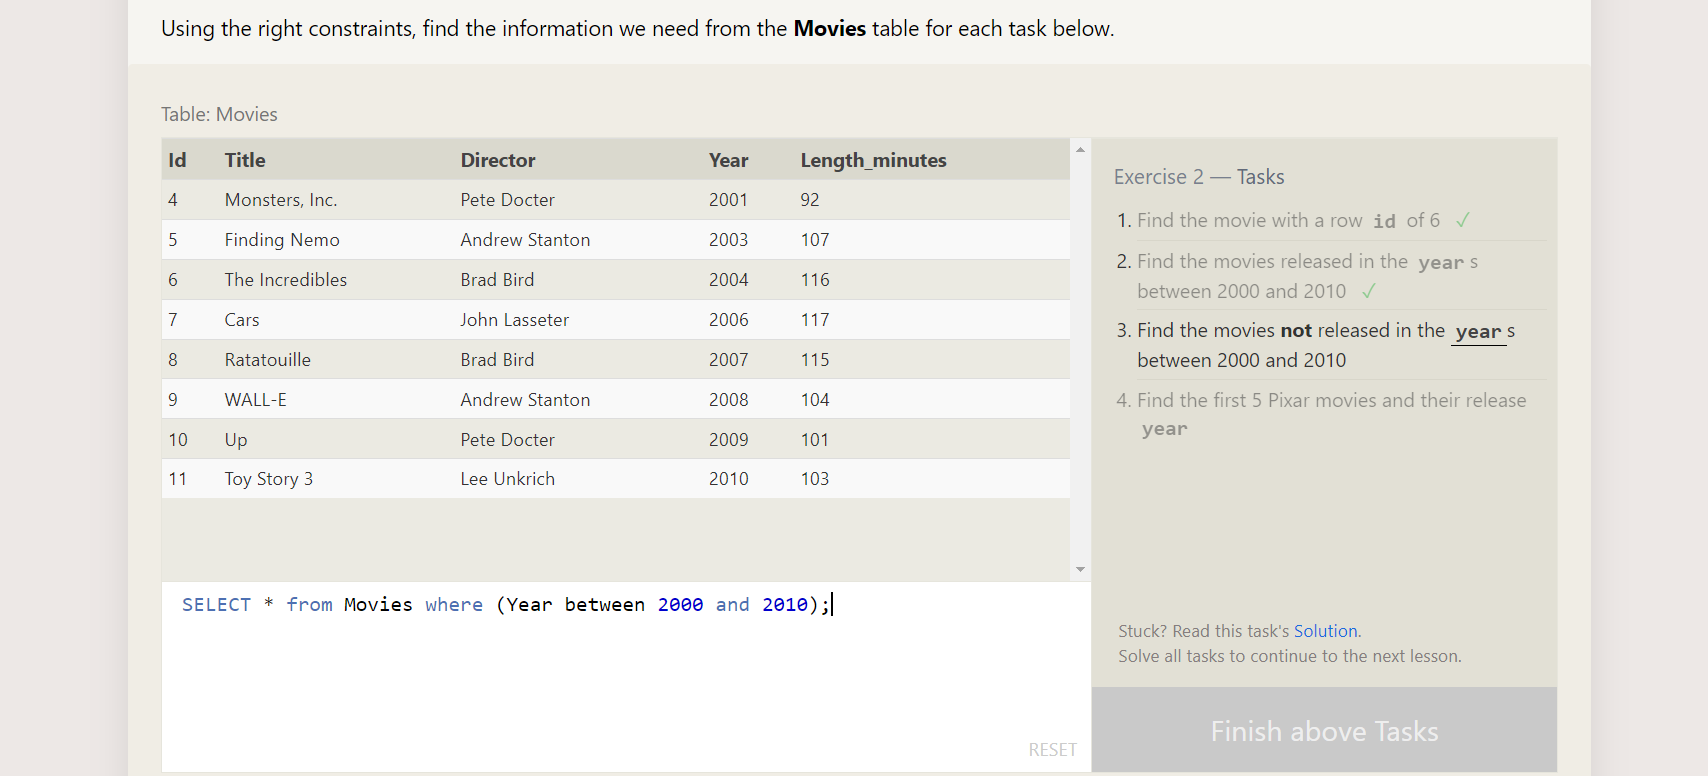 Using the right constraints, find the information we need from the Movies table for each task below.
Table: Movies
Id Title Director Year Length_minutes
4 Monsters, Inc. Pete Docter 2001 92
5 Finding Nemo Andrew Stanton 2003 107
6 The Incredibles Brad Bird 2004 116
7 Cars John Lasseter 2006 117
8 Ratatouille Brad Bird 2007 115
9 WALL-E Andrew Stanton 2008 104
10 Up Pete Docter 2009 101
11 Toy Story 3 Lee Unkrich 2010 103
SELECT * from Movies where (Year between 2000 and 2010);
RESET
Exercise 2 — Tasks
1. Find the movie with a row id of 6 ✓
2. Find the movies released in the year s
between 2000 and 2010 ✓
3. Find the movies not released in the year s
between 2000 and 2010
4. Find the first 5 Pixar movies and their release
year
Stuck? Read this task's Solution.
Solve all tasks to continue to the next lesson.
Finish above Tasks